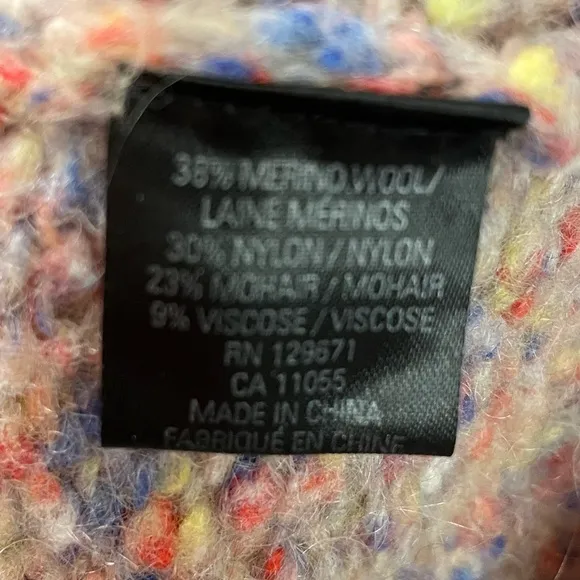 38% MERINO WOOL/
LAINE MÉRINOS
30% NYLON/NYLON
23% MOHAIR/MOHAIR
9% VISCOSE/VISCOSE
RN 129671
CA 11055
MADE IN CHINA
FABRIQUÉ EN CHINE